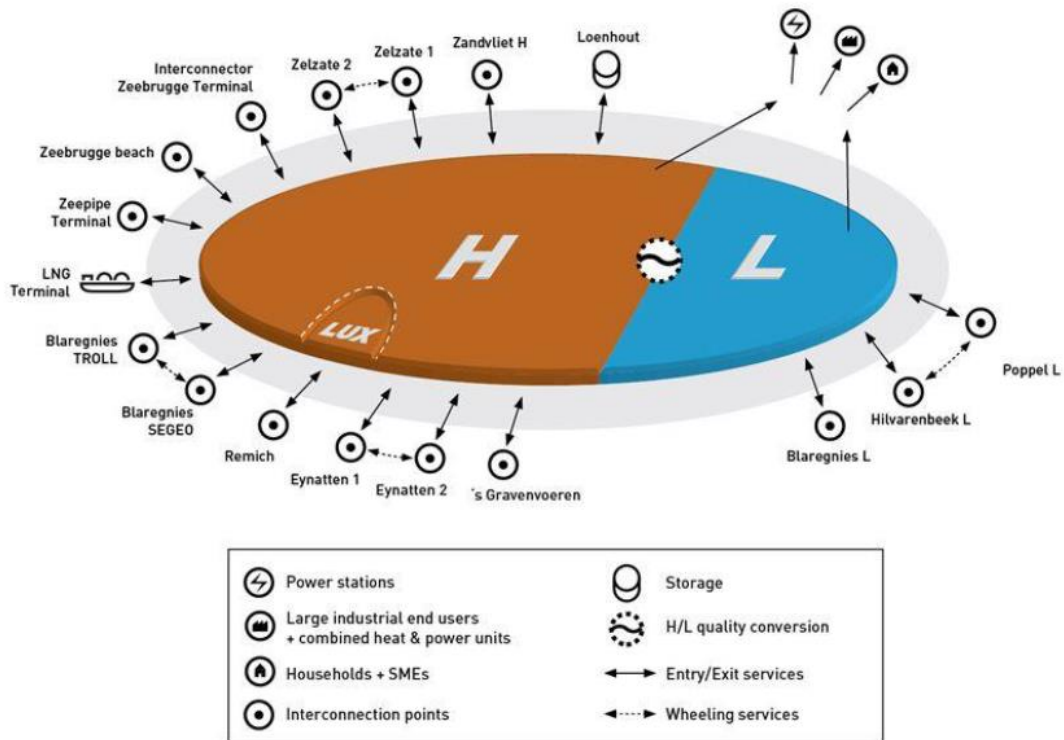 Interconnector
Zeebrugge Terminal
Zelzate 2
Zelzate 1
Zandvliet H
Loenhout
Zeebrugge beach
Zeepipe
Terminal
LNG
Terminal
H
L
LUX
Blaregnies
TROLL
Blaregnies
SEGEO
Remich
Eynatten 1
Eynatten 2
's Gravenvoeren
Blaregnies L
Hilvarenbeek L
Poppel L
Power stations
Large industrial end users
+ combined heat & power units
Households + SMEs
Interconnection points
Storage
H/L quality conversion
Entry/Exit services
Wheeling services